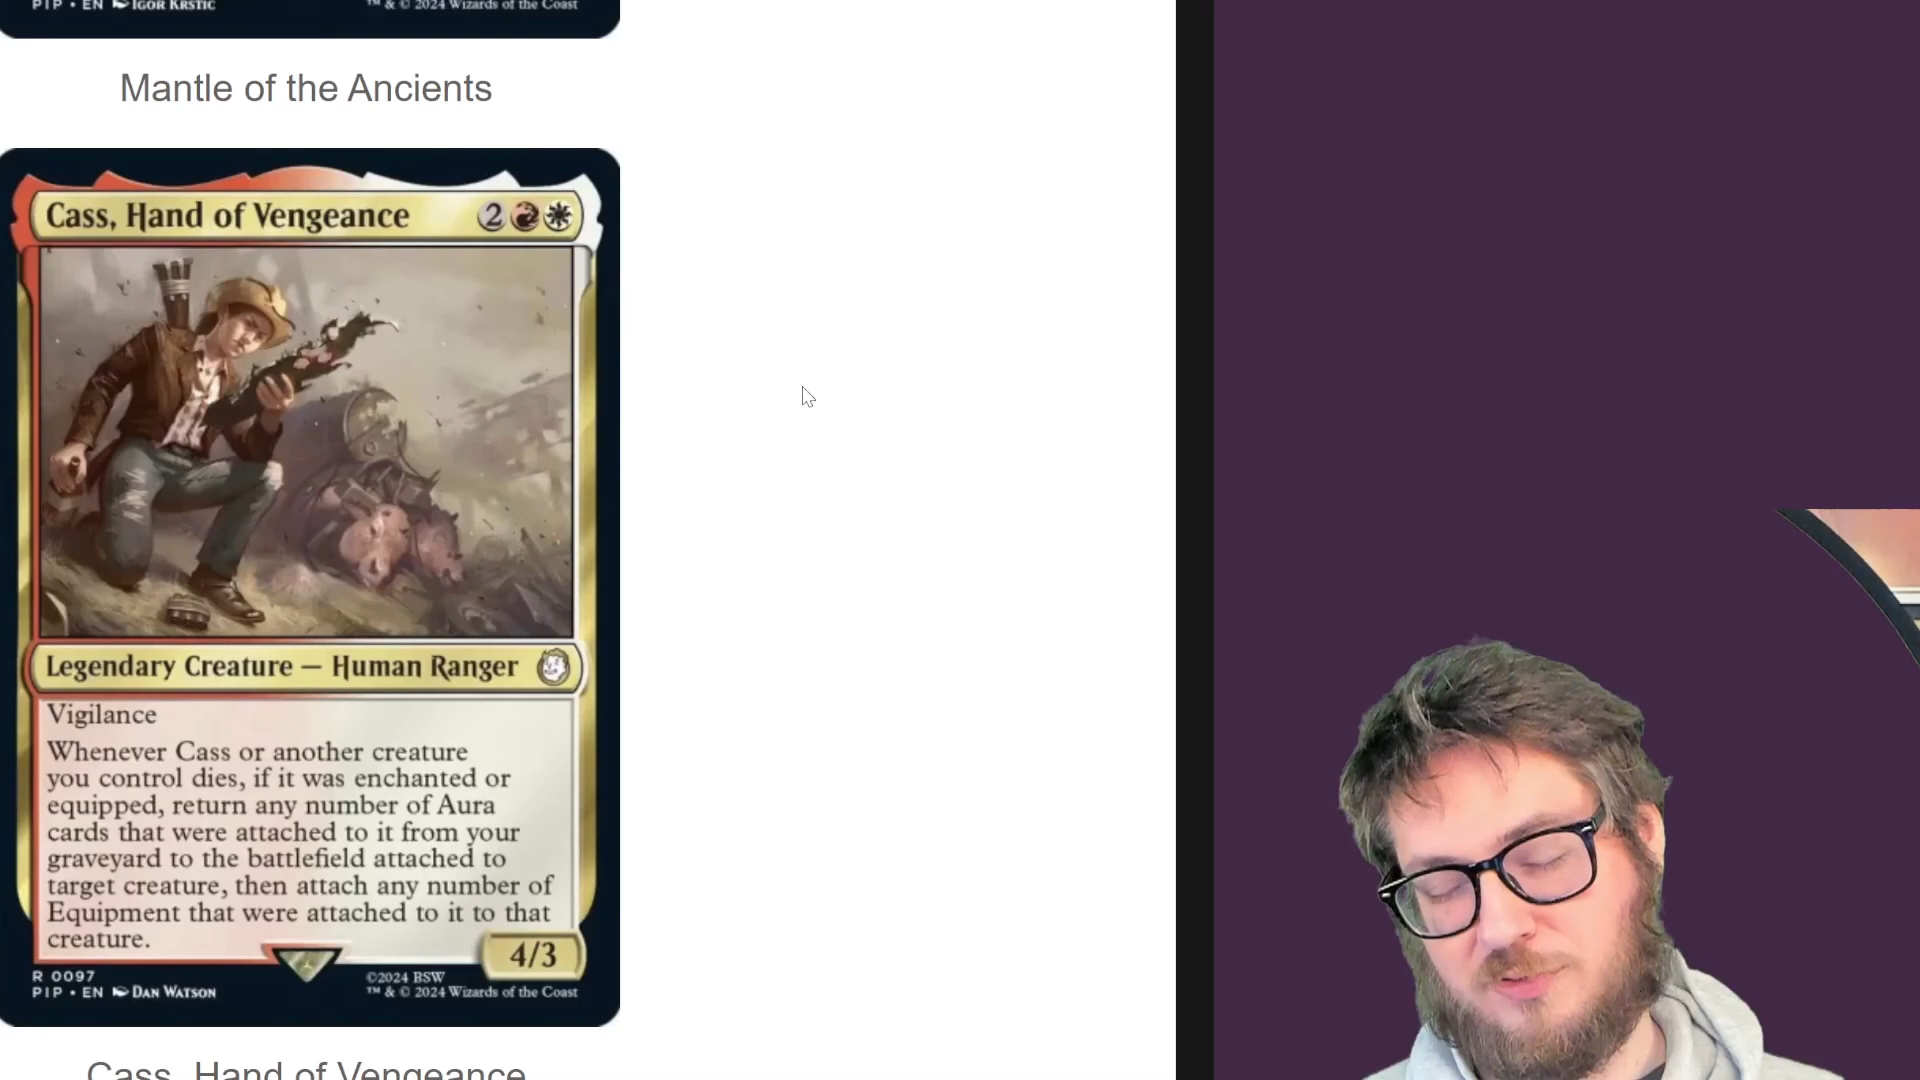 PIP • EN IGOR KRSTIC
™ & © 2024 Wizards of the Coast
Mantle of the Ancients
Cass, Hand of Vengeance 2
Legendary Creature — Human Ranger
Vigilance
Whenever Cass or another creature
you control dies, if it was enchanted or
equipped, return any number of Aura
cards that were attached to it from your
graveyard to the battlefield attached to
target creature, then attach any number of
Equipment that were attached to it to that
creature.
4/3
R 0097
PIP • EN DAN WATSON
©2024 BSW
™ & © 2024 Wizards of the Coast
Cass, Hand of Vengeance